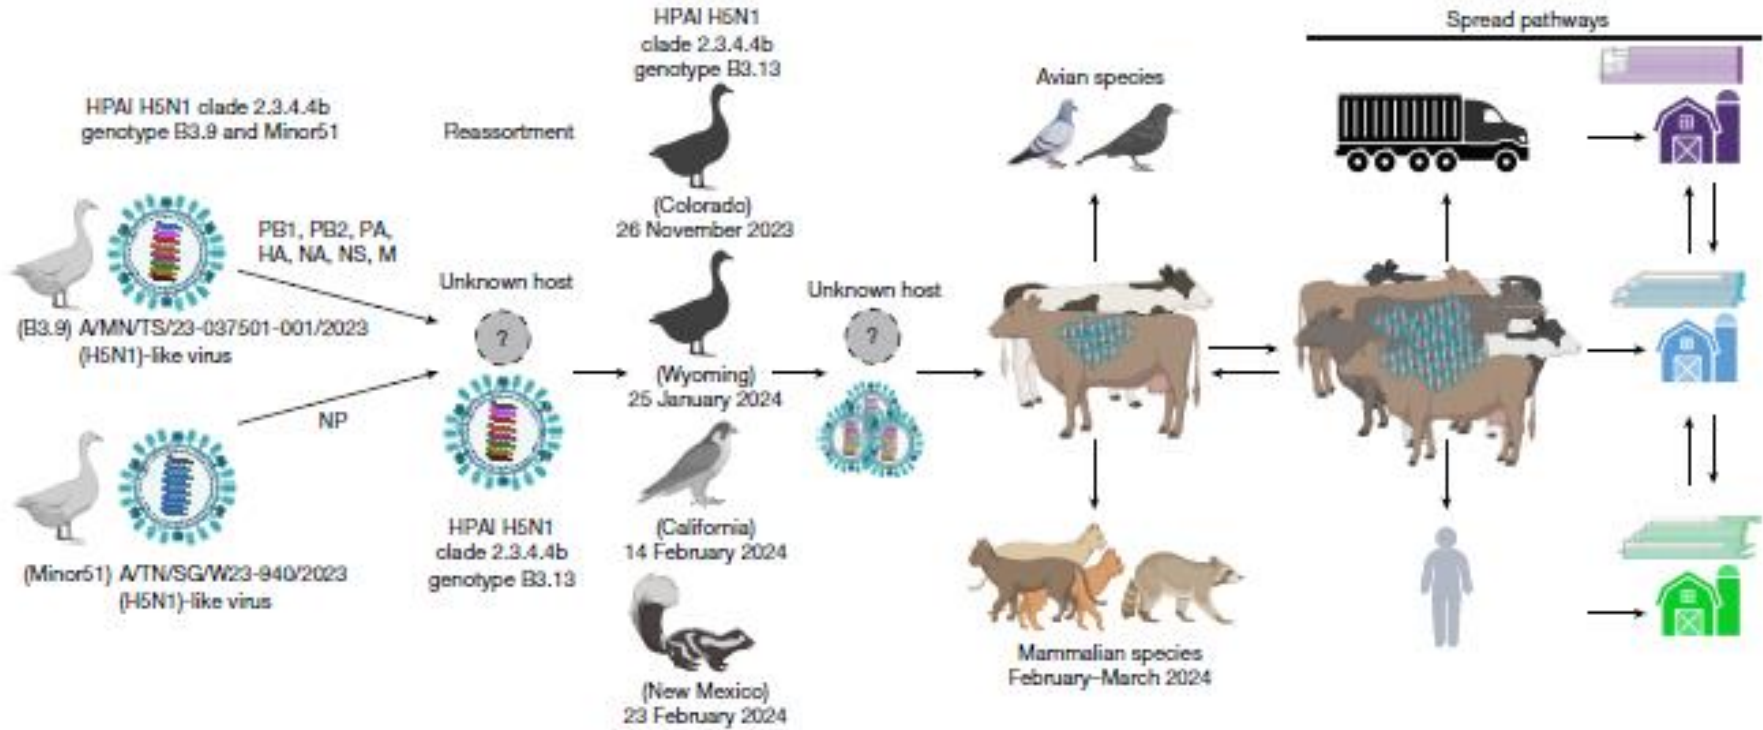 HPAI H5N1 clade 2.3.4.4b
genotype B3.9 and Minor51
PB1, PB2, PA,
HA, NA, NS, M
(B3.9) A/MN/TS/23-037501-001/2023
(H5N1)-like virus
NP
(Minor51) A/TN/SG/W23-940/2023
(H5N1)-like virus
Reassortment
Unknown host
?
HPAI H5N1
clade 2.3.4.4b
genotype B3.13
HPAI H5N1
clade 2.3.4.4b
genotype B3.13
(Colorado)
26 November 2023
(Wyoming)
25 January 2024
(California)
14 February 2024
(New Mexico)
23 February 2024
Unknown host
?
Avian species
Mammalian species
February–March 2024
Spread pathways